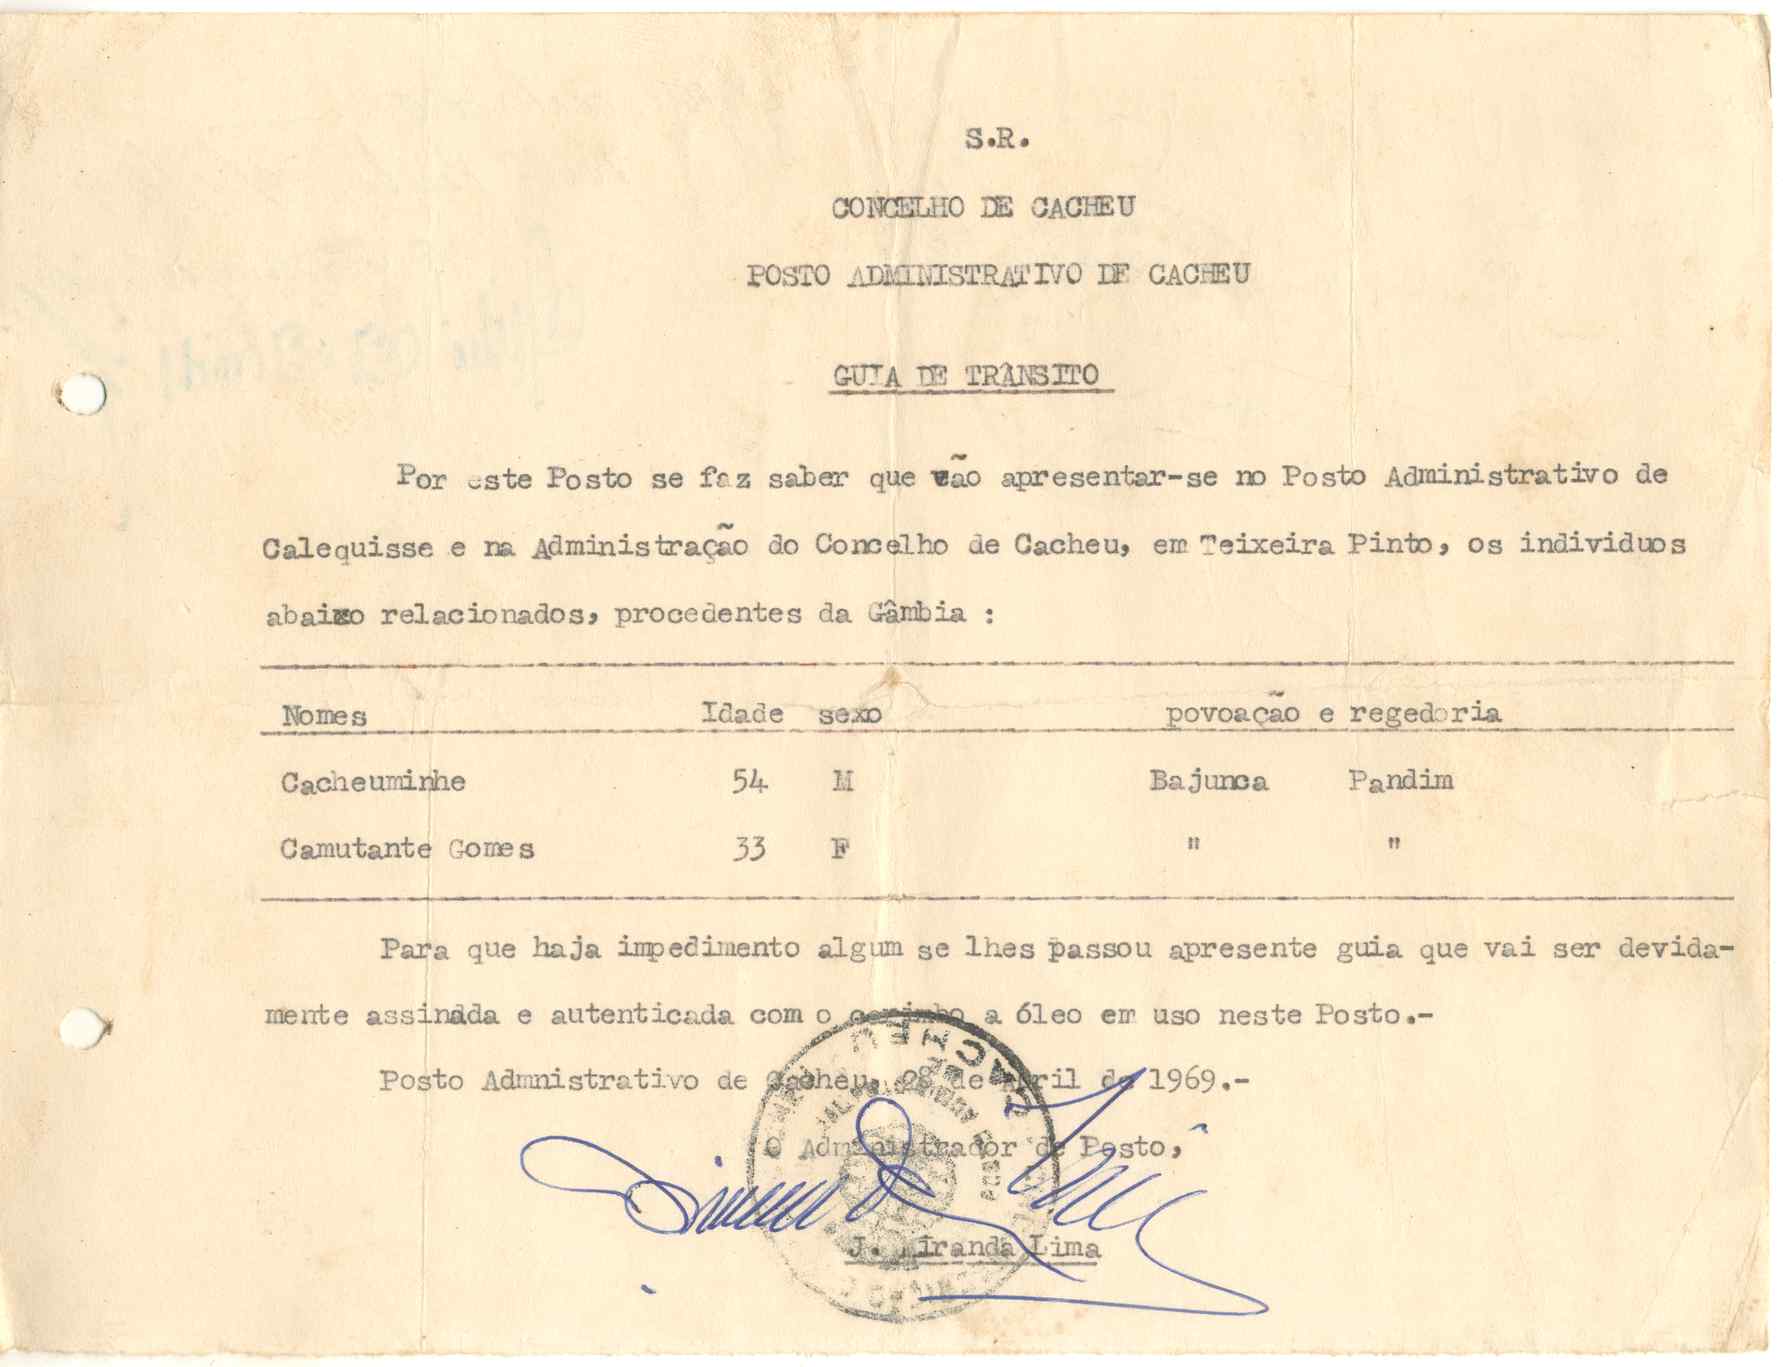 S.R.
CONCELHO DE CACHEU
POSTO ADMINISTRATIVO DE CACHEU
GUIA DE TRÂNSITO
Por este Posto se faz saber que vão apresentar-se no Posto Administrativo de
Calequisse e na Administração do Concelho de Cacheu, em Teixeira Pinto, os individuos
abaixo relacionados, procedentes da Gâmbia :
Nomes Idade sexo povoação e regedoria
Cacheuminhe 54 M Bajunca Pandim
Camutante Gomes 33 F " "
Para que haja impedimento algum se lhes passou apresente guia que vai ser devida-
mente assinada e autenticada com o carimbo a óleo em uso neste Posto.-
Posto Admnistrativo de Cacheu, 28 de Abril de 1969.-
O Administrador de Posto,
J. Miranda Lima
CACHEU